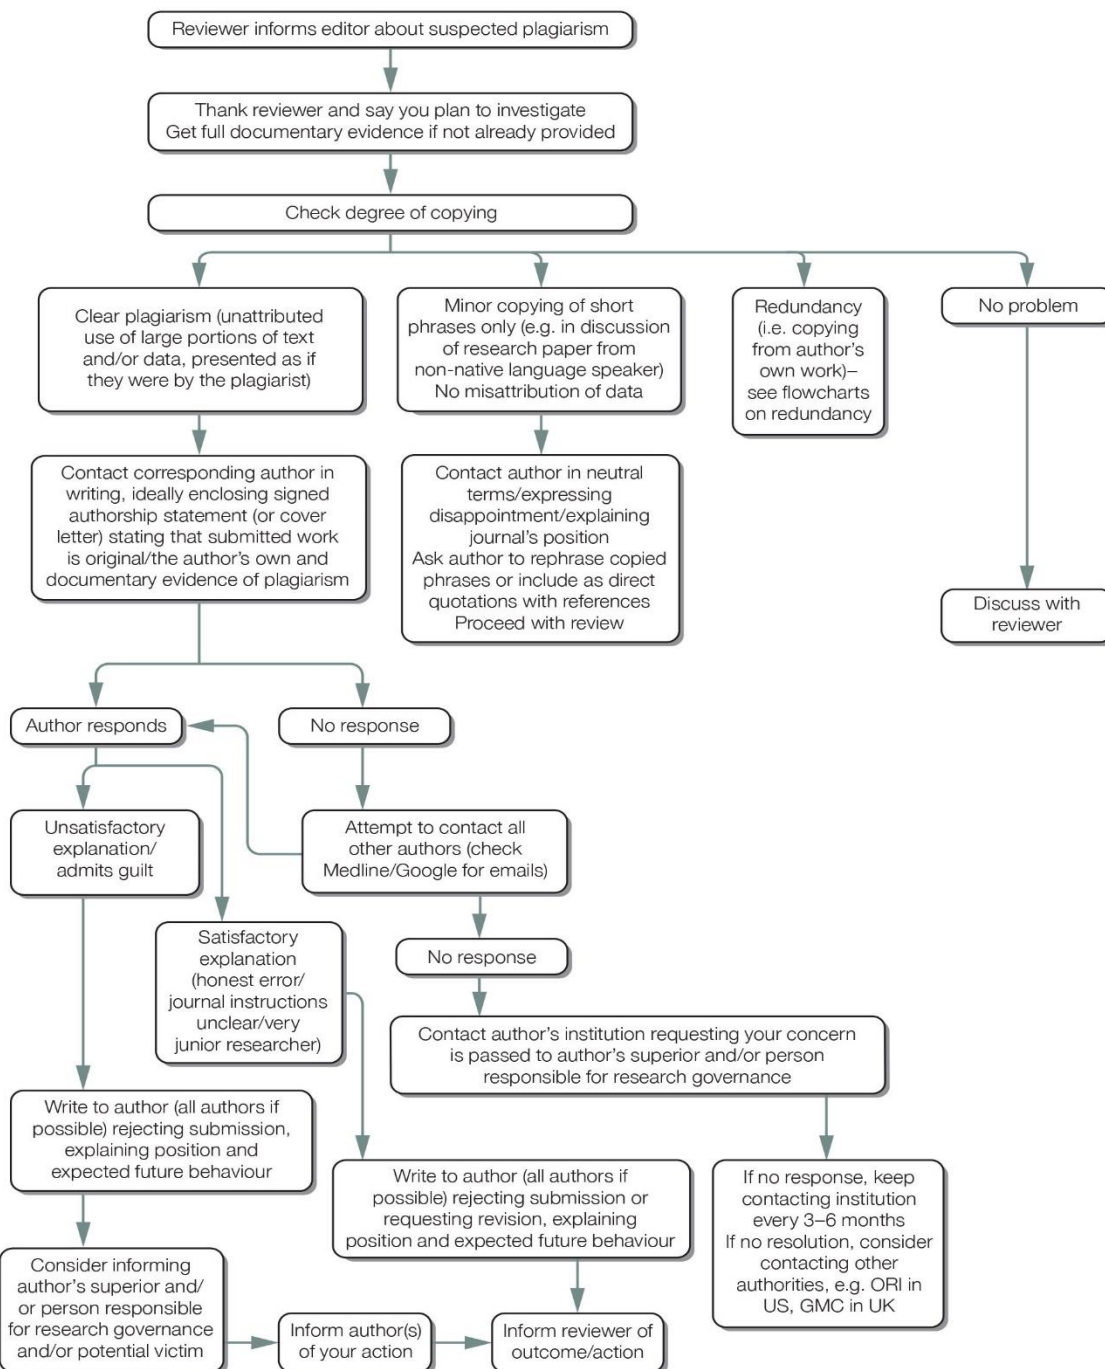 Reviewer informs editor about suspected plagiarism
Thank reviewer and say you plan to investigate
Get full documentary evidence if not already provided
Check degree of copying
Clear plagiarism (unattributed
use of large portions of text
and/or data, presented as if
they were by the plagiarist)
Minor copying of short
phrases only (e.g. in discussion
of research paper from
non-native language speaker)
No misattribution of data
Redundancy
(i.e. copying
from author's
own work)–
see flowcharts
on redundancy
No problem
Contact corresponding author in
writing, ideally enclosing signed
authorship statement (or cover
letter) stating that submitted work
is original/the author's own and
documentary evidence of plagiarism
Contact author in neutral
terms/expressing
disappointment/explaining
journal's position
Ask author to rephrase copied
phrases or include as direct
quotations with references
Proceed with review
Discuss with
reviewer
Author responds
No response
Unsatisfactory
explanation/
admits guilt
Attempt to contact all
other authors (check
Medline/Google for emails)
Satisfactory
explanation
(honest error/
journal instructions
unclear/very
junior researcher)
No response
Contact author's institution requesting your concern
is passed to author's superior and/or person
responsible for research governance
Write to author (all authors if
possible) rejecting submission,
explaining position and
expected future behaviour
Write to author (all authors if
possible) rejecting submission or
requesting revision, explaining
position and expected future behaviour
If no response, keep
contacting institution
every 3–6 months
If no resolution, consider
contacting other
authorities, e.g. ORI in
US, GMC in UK
Consider informing
author's superior and/
or person responsible
for research governance
and/or potential victim
Inform author(s)
of your action
Inform reviewer of
outcome/action